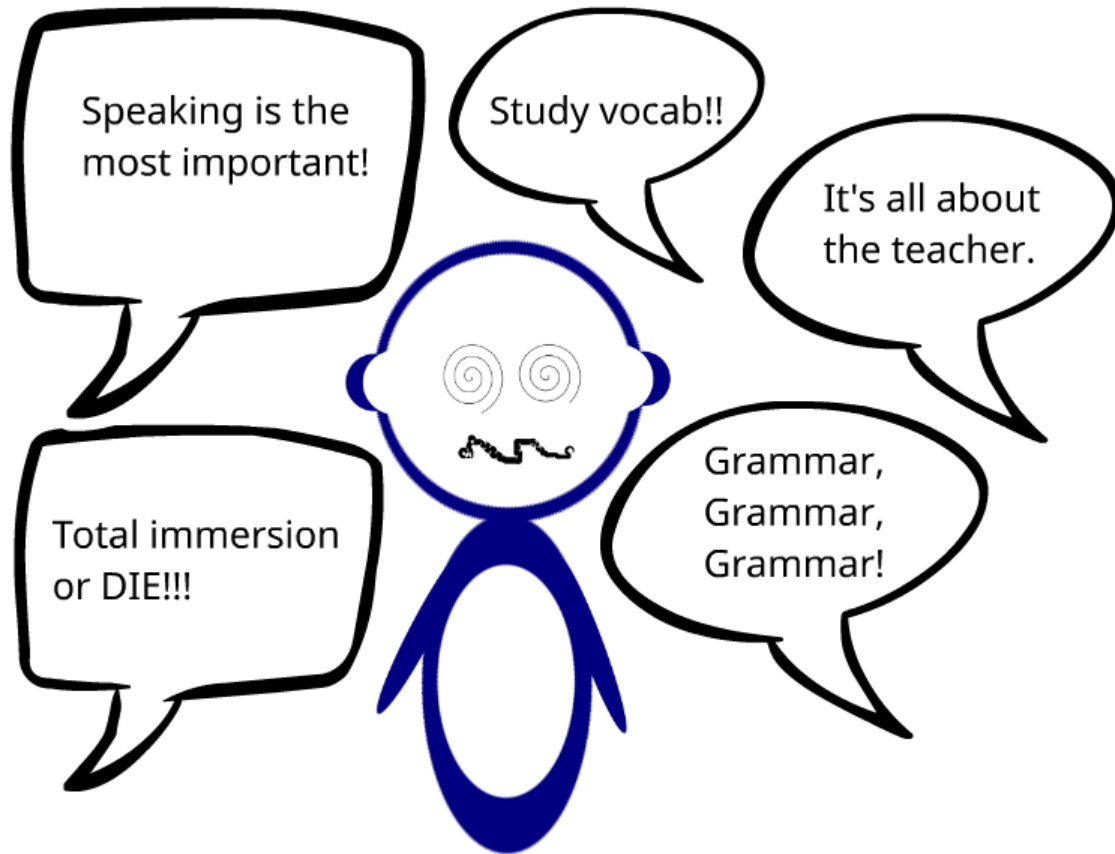 Speaking is the
most important!
Study vocab!!
It's all about
the teacher.
Total immersion
or DIE!!!
Grammar,
Grammar,
Grammar!